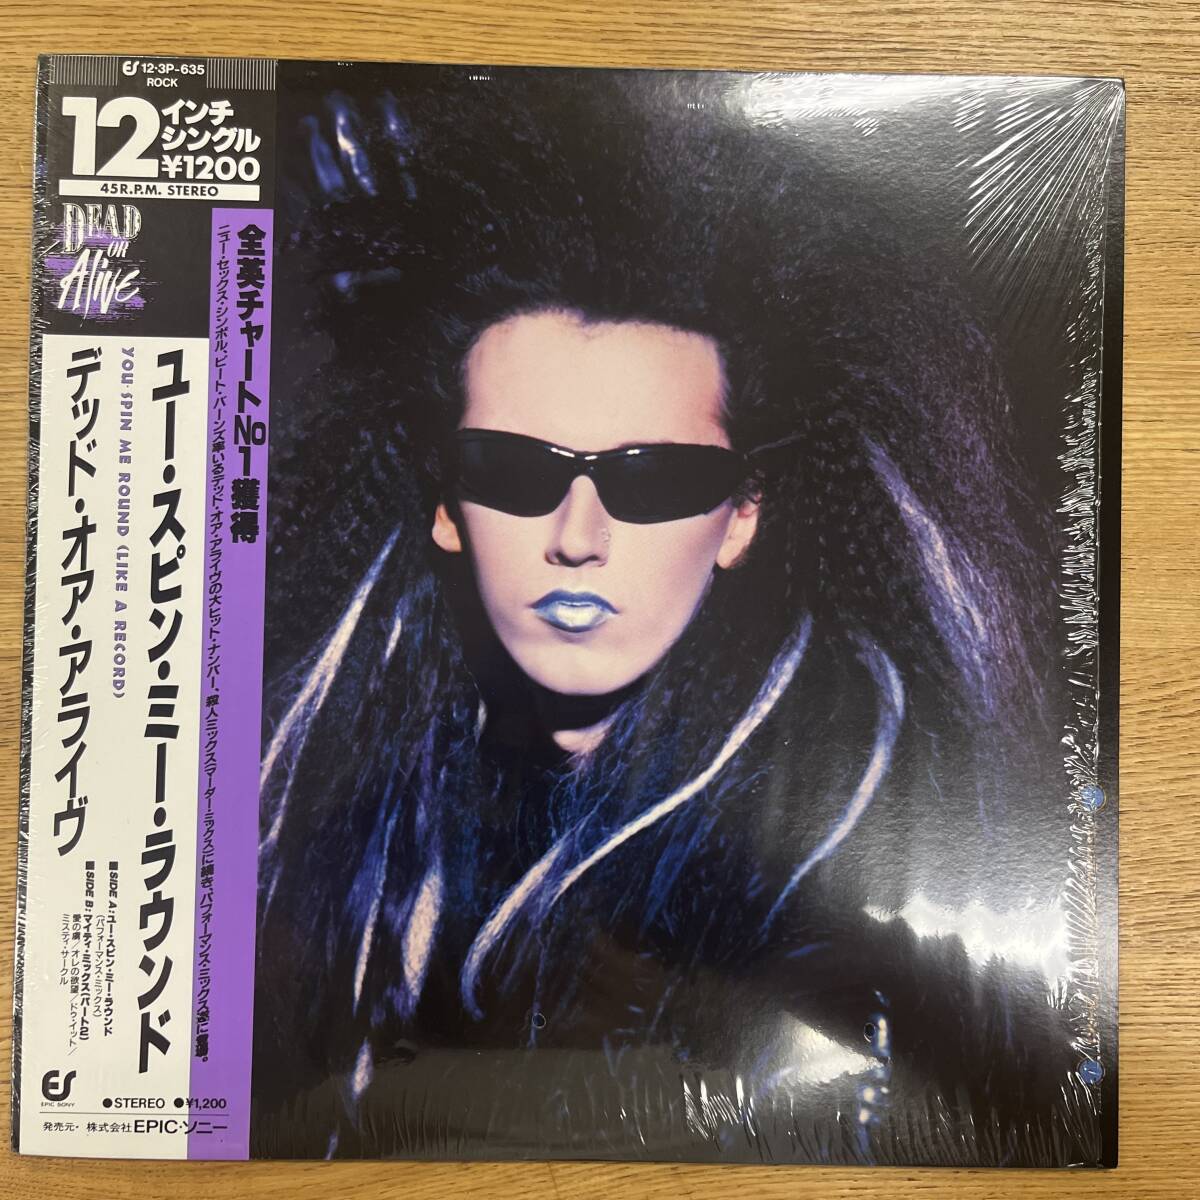 ES 12・3P-635
ROCK
12インチ
シングル
¥1200
45R.P.M. STEREO
DEAD
OR
Alive
全英チャートNo1獲得
ニュー・セックス・シンボル、ピート・バーンズ率いるデッド・オア・アライヴの大ヒット・ナンバー、殺人ミックス(マーダー・ミックス)に続き、"パフォーマンス・ミックス"遂に登場。
ユー・スピン・ミー・ラウンド
YOU SPIN ME ROUND (LIKE A RECORD)
デッド・オア・アライヴ
■SIDE A:ユー・スピン・ミー・ラウンド
(パフォーマンス・ミックス)
■SIDE B:マイティ・ミックス(パート2)
愛の虜/オレの欲望/ドゥ・イット/
ミスティ・サークル
ES
EPIC SONY
●STEREO ●¥1,200
発売元・株式会社EPIC・ソニー